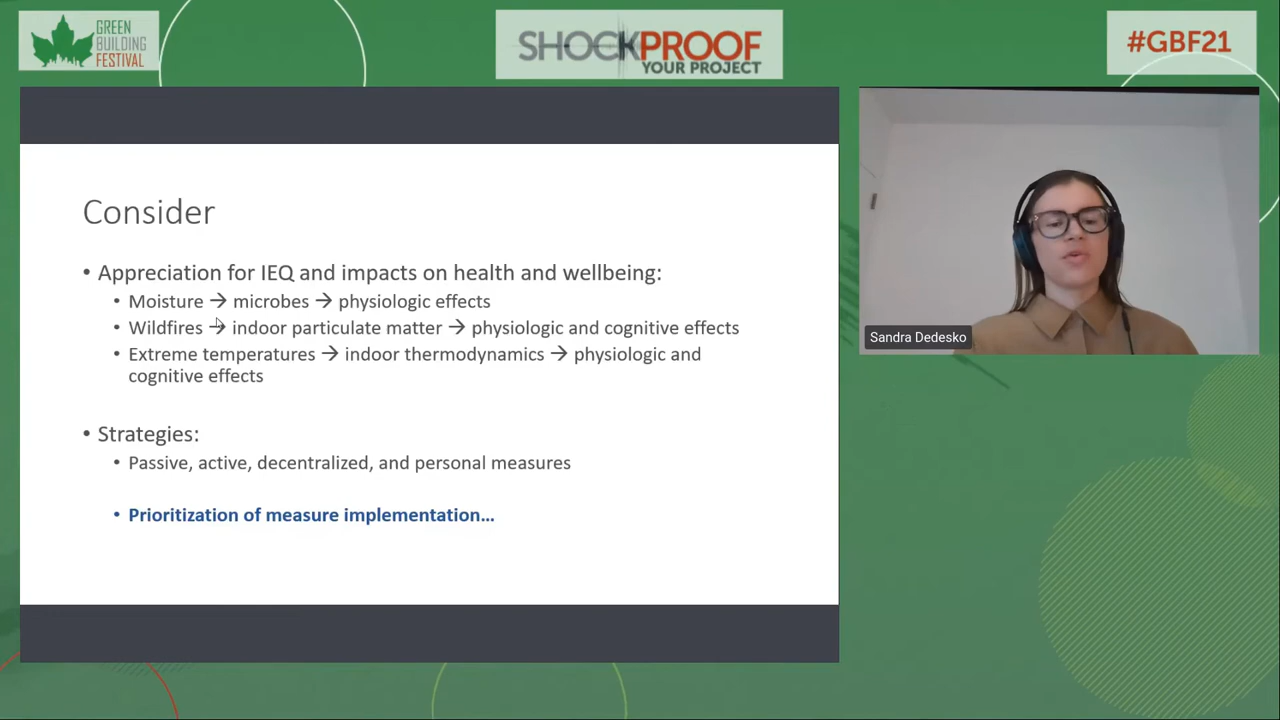 GREEN
BUILDING
FESTIVAL
SHOCKPROOF
YOUR PROJECT
#GBF21
Consider
• Appreciation for IEQ and impacts on health and wellbeing:
• Moisture → microbes → physiologic effects
• Wildfires → indoor particulate matter → physiologic and cognitive effects
• Extreme temperatures → indoor thermodynamics → physiologic and
cognitive effects
• Strategies:
• Passive, active, decentralized, and personal measures
• Prioritization of measure implementation...
Sandra Dedesko